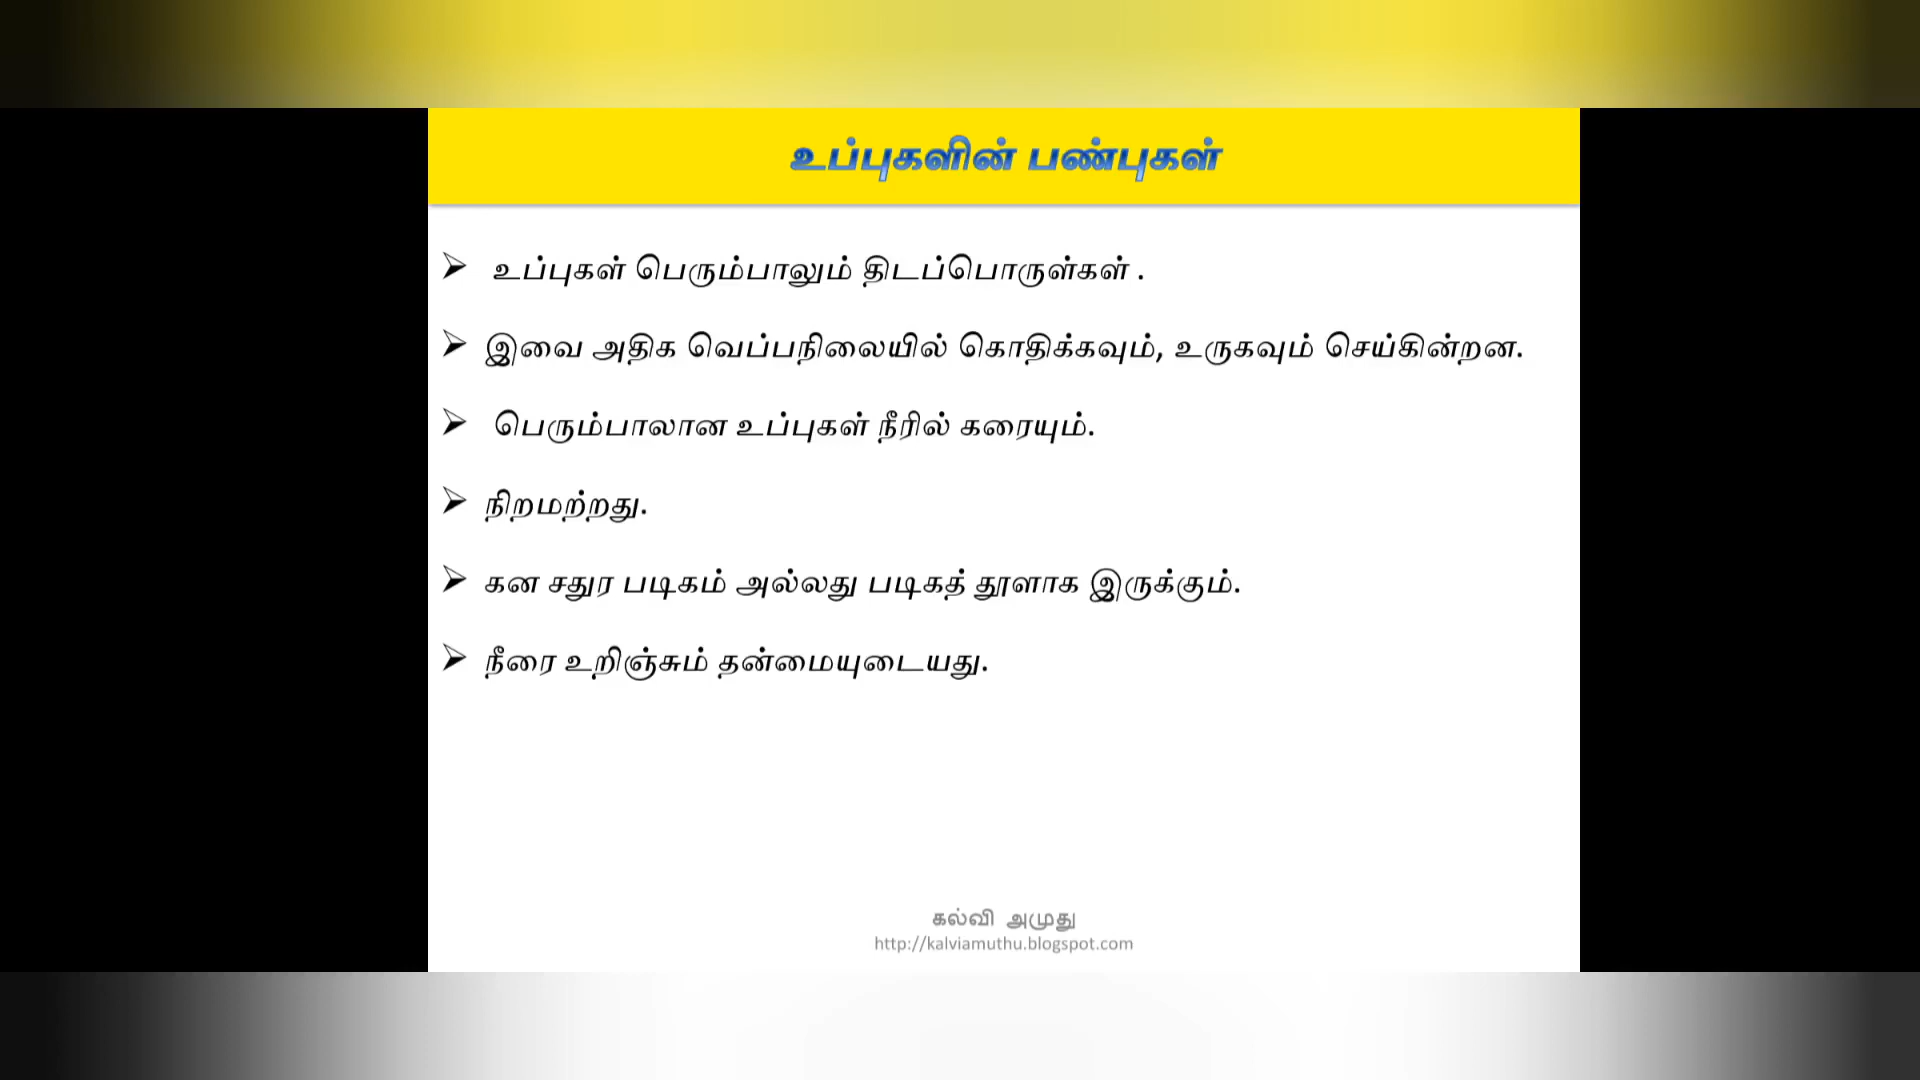 உப்புகளின் பண்புகள்
➤ உப்புகள் பெரும்பாலும் திடப்பொருள்கள் .
➤ இவை அதிக வெப்பநிலையில் கொதிக்கவும், உருகவும் செய்கின்றன.
➤ பெரும்பாலான உப்புகள் நீரில் கரையும்.
➤ நிறமற்றது.
➤ கன சதுர படிகம் அல்லது படிகத் தூளாக இருக்கும்.
➤ நீரை உறிஞ்சும் தன்மையுடையது.
கல்வி அமுது
http://kalviamuthu.blogspot.com